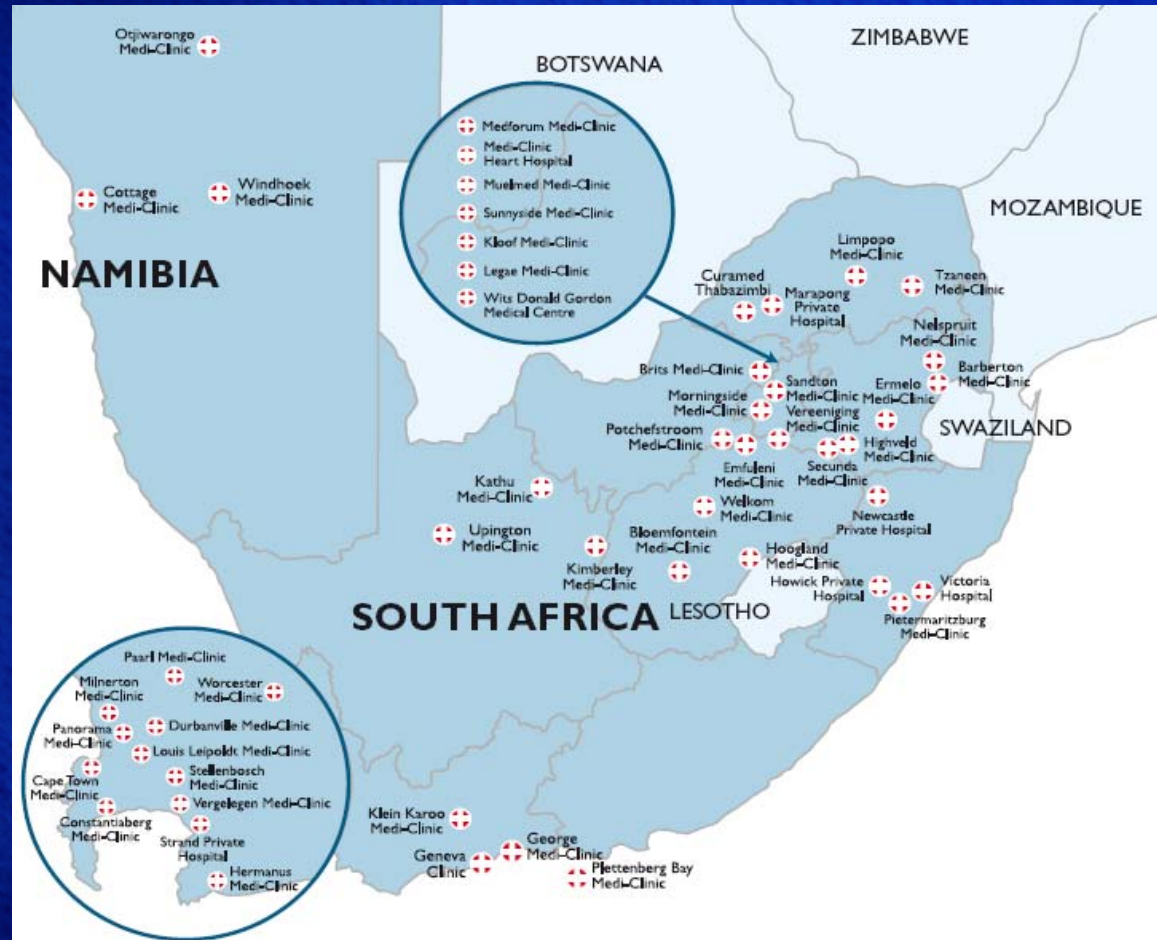 Otjiwarongo
Medi-Clinic
ZIMBABWE
BOTSWANA
Medforum Medi-Clinic
Medi-Clinic
Heart Hospital
Muelmed Medi-Clinic
Sunnyside Medi-Clinic
Kloof Medi-Clinic
Legae Medi-Clinic
Wits Donald Gordon
Medical Centre
Cottage
Medi-Clinic
Windhoek
Medi-Clinic
MOZAMBIQUE
NAMIBIA
Limpopo
Medi-Clinic
Tzaneen
Medi-Clinic
Curamed
Thabazimbi
Marapong
Private
Hospital
Nelspruit
Medi-Clinic
Brits Medi-Clinic
Barberton
Medi-Clinic
Sandton
Medi-Clinic
Ermelo
Medi-Clinic
Morningside
Medi-Clinic
Vereeniging
Medi-Clinic
SWAZILAND
Potchefstroom
Medi-Clinic
Highveld
Medi-Clinic
Emfuleni
Medi-Clinic
Secunda
Medi-Clinic
Kathu
Medi-Clinic
Welkom
Medi-Clinic
Newcastle
Private Hospital
Upington
Medi-Clinic
Bloemfontein
Medi-Clinic
Hoogland
Medi-Clinic
Kimberley
Medi-Clinic
Howick Private
Hospital
Victoria
Hospital
SOUTH AFRICA
LESOTHO
Pietermaritzburg
Medi-Clinic
Paarl Medi-Clinic
Milnerton
Medi-Clinic
Worcester
Medi-Clinic
Durbanville Medi-Clinic
Panorama
Medi-Clinic
Louis Leipoldt Medi-Clinic
Stellenbosch
Medi-Clinic
Cape Town
Medi-Clinic
Vergelegen Medi-Clinic
Constantiaberg
Medi-Clinic
Strand Private
Hospital
Hermanus
Medi-Clinic
Klein Karoo
Medi-Clinic
George
Medi-Clinic
Geneva
Clinic
Plettenberg Bay
Medi-Clinic